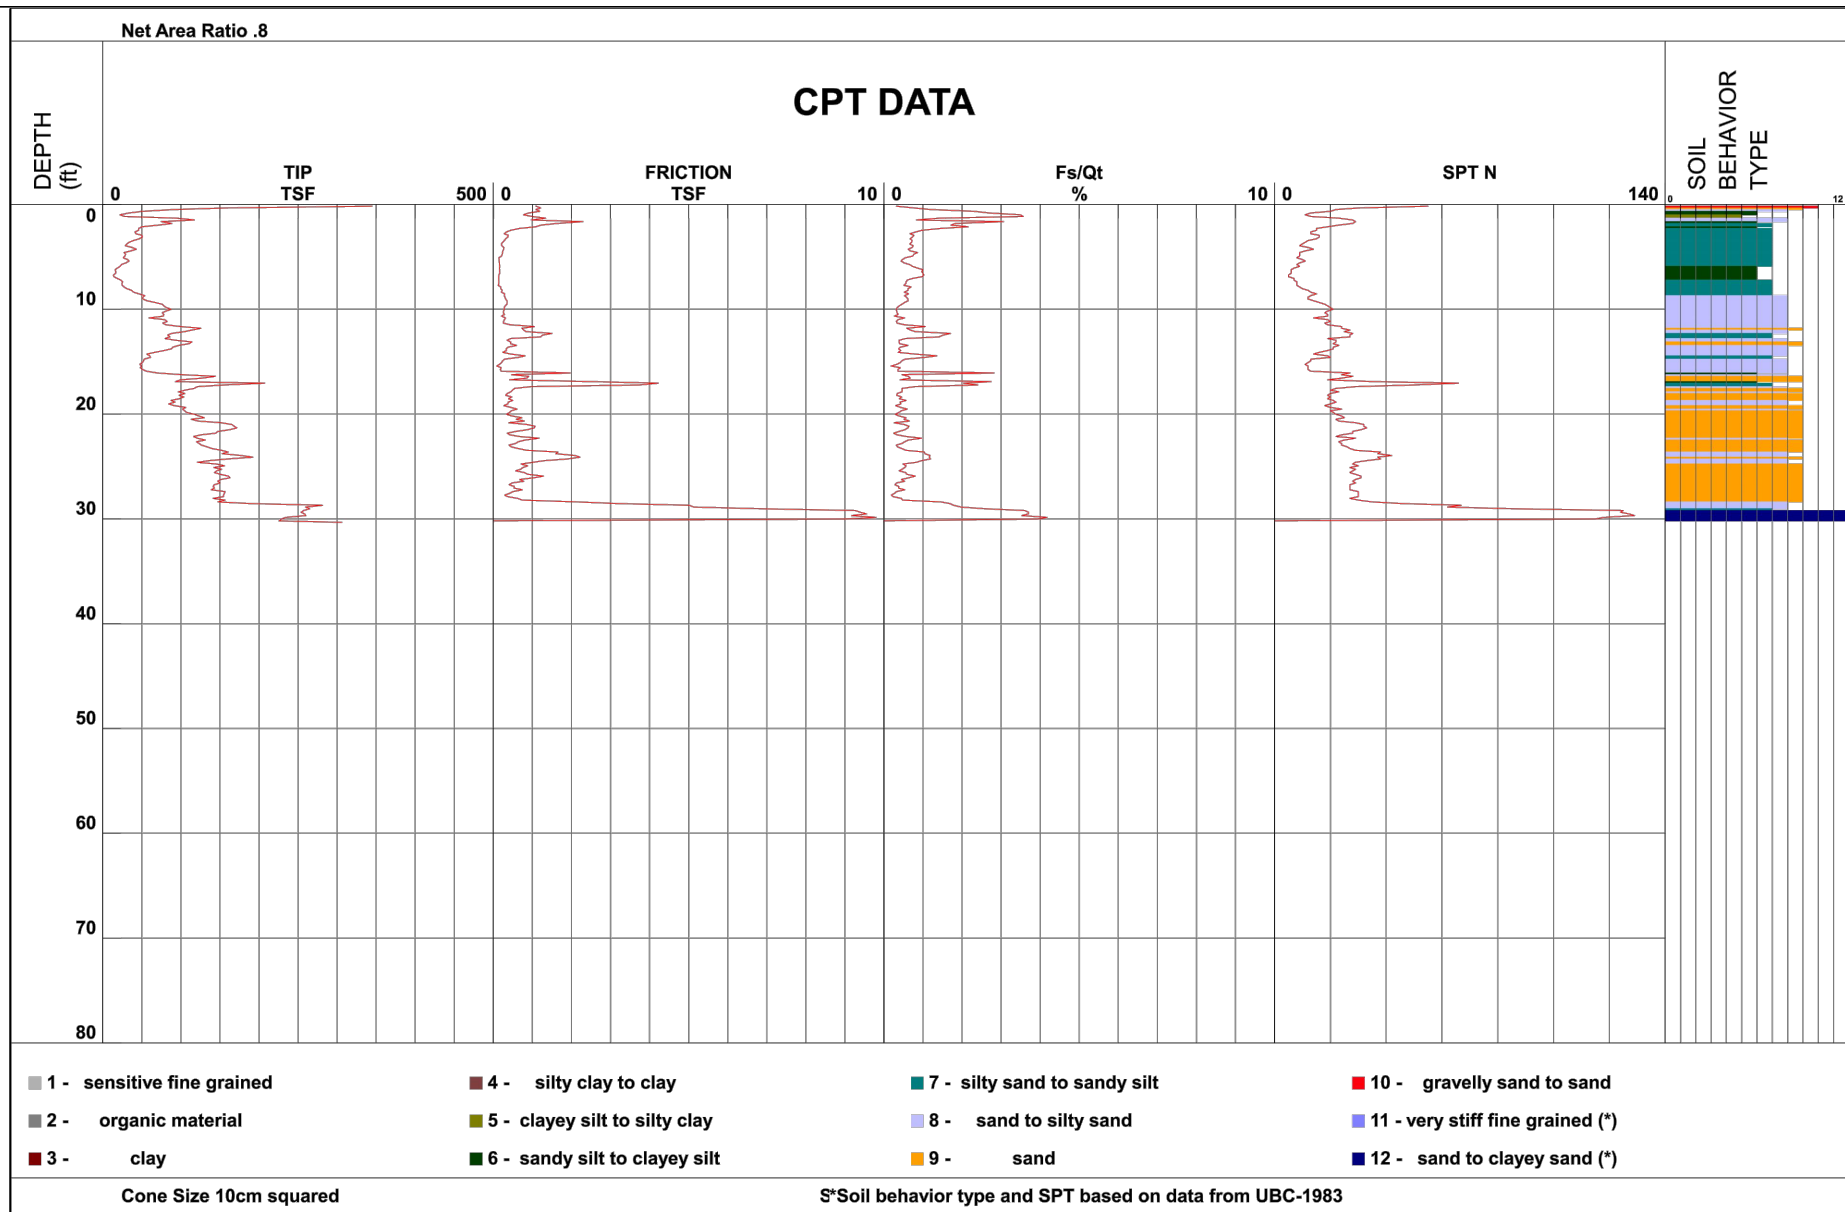 Net Area Ratio .8
CPT DATA
DEPTH
(ft)
SOIL
BEHAVIOR
TYPE
TIP
FRICTION
Fs/Qt
SPT N
0 TSF 500
0 TSF 10
0 % 10
0 140
0 12
0
10
20
30
40
50
60
70
80
1 - sensitive fine grained
4 - silty clay to clay
7 - silty sand to sandy silt
10 - gravelly sand to sand
2 - organic material
5 - clayey silt to silty clay
8 - sand to silty sand
11 - very stiff fine grained (*)
3 - clay
6 - sandy silt to clayey silt
9 - sand
12 - sand to clayey sand (*)
Cone Size 10cm squared
S*Soil behavior type and SPT based on data from UBC-1983